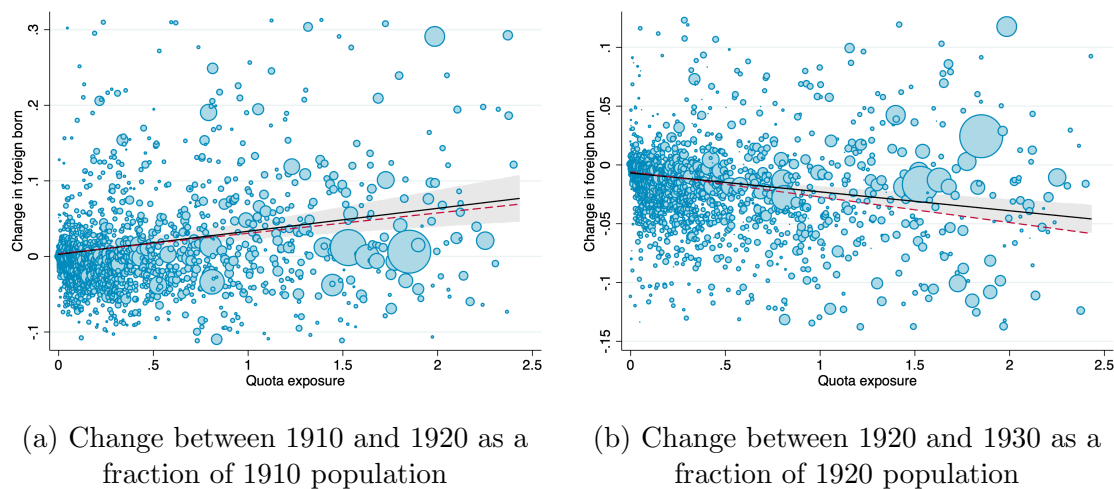 .3
.2
.1
0
-.1
Change in foreign born
0 .5 1 1.5 2 2.5
Quota exposure
.1
.05
0
-.05
-.1
-.15
Change in foreign born
0 .5 1 1.5 2 2.5
Quota exposure
(a) Change between 1910 and 1920 as a
fraction of 1910 population
(b) Change between 1920 and 1930 as a
fraction of 1920 population